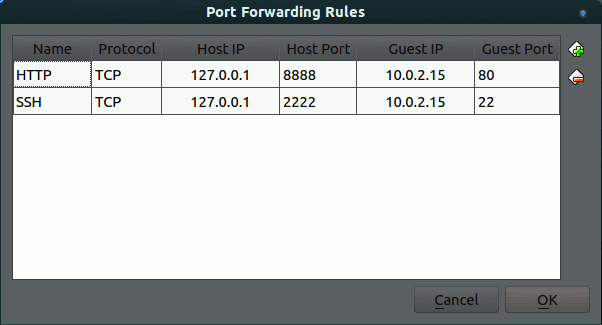 Port Forwarding Rules
Name Protocol Host IP Host Port Guest IP Guest Port
HTTP TCP 127.0.0.1 8888 10.0.2.15 80
SSH TCP 127.0.0.1 2222 10.0.2.15 22
Cancel OK